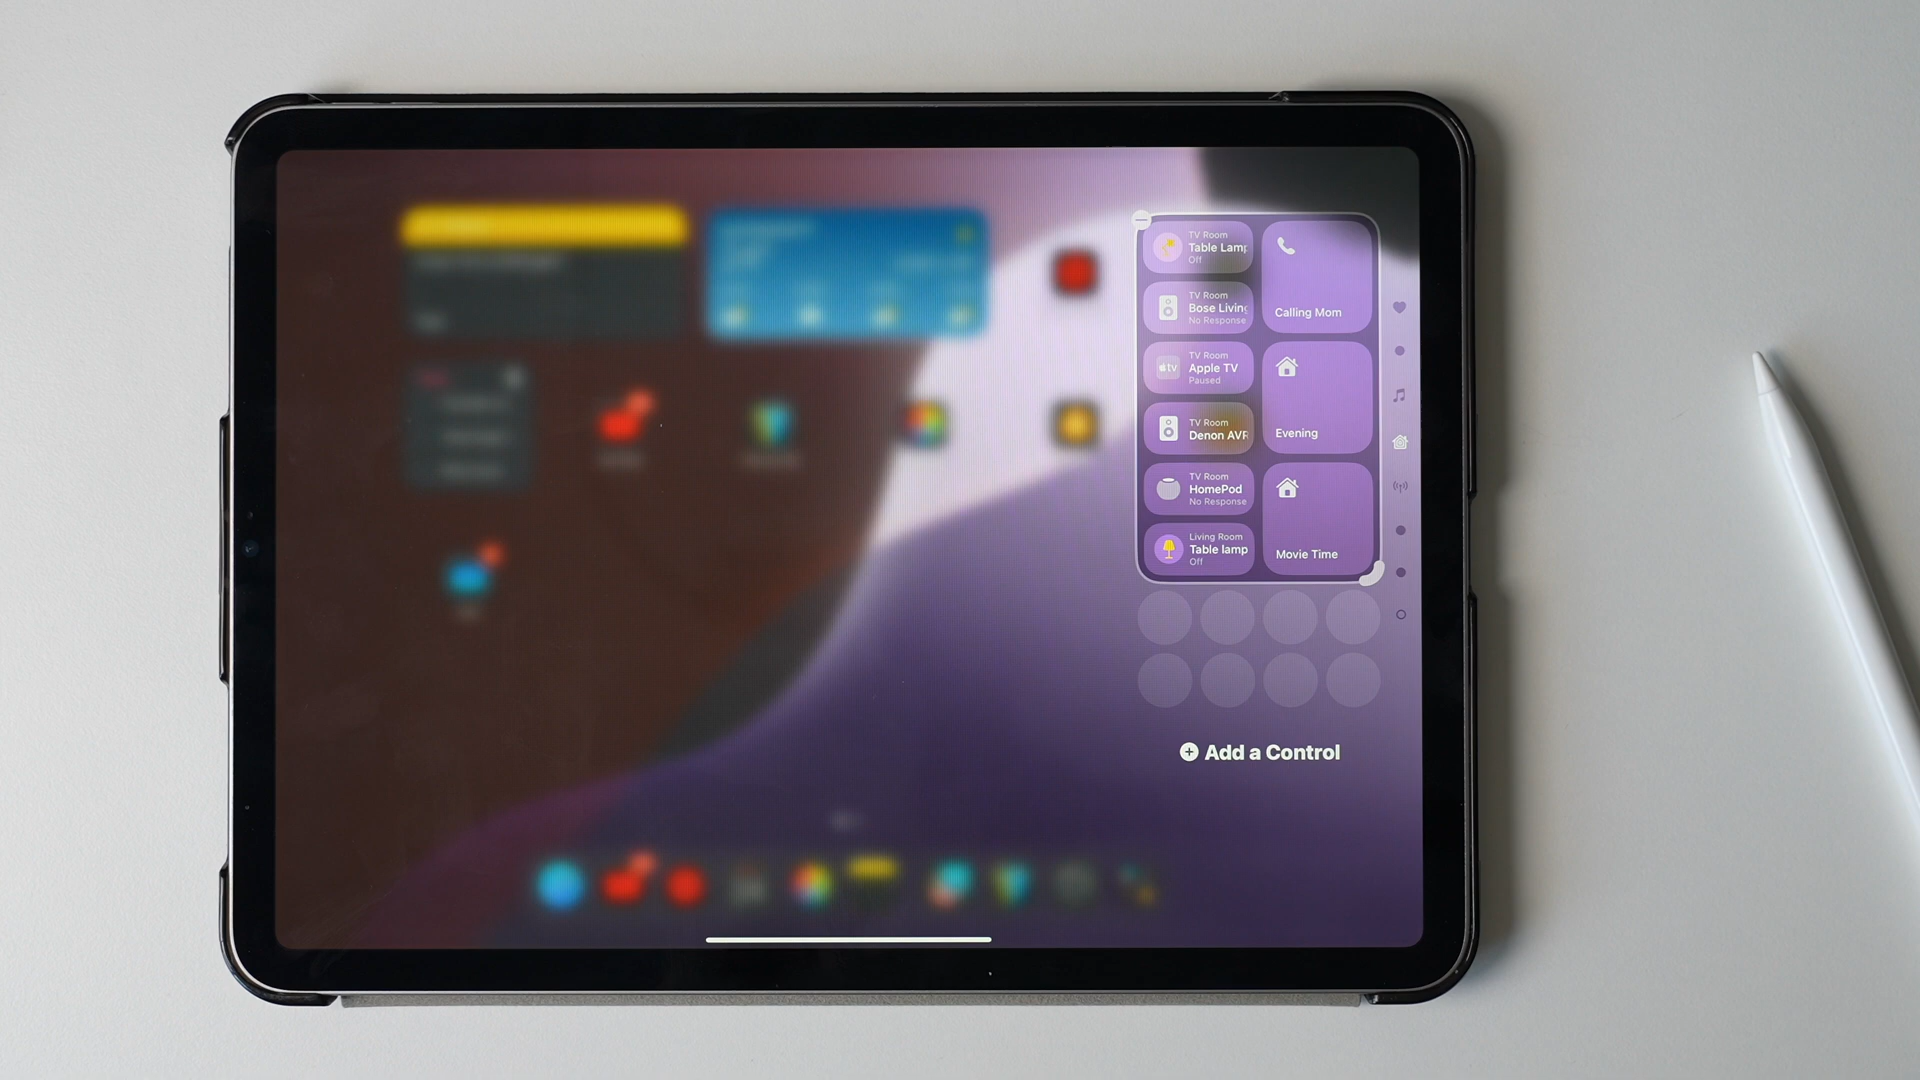 TV Room
Table Lamp
Off
TV Room
Bose Living
No Response
TV Room
tv
Apple TV
Paused
TV Room
Denon AVR
TV Room
HomePod
No Response
Living Room
Table lamp
Off
Calling Mom
Evening
Movie Time
Add a Control